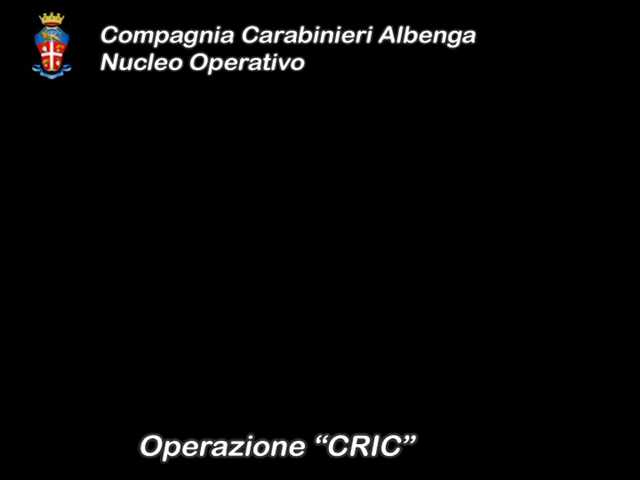 Compagnia Carabinieri Albenga
Nucleo Operativo
Operazione “CRIC”